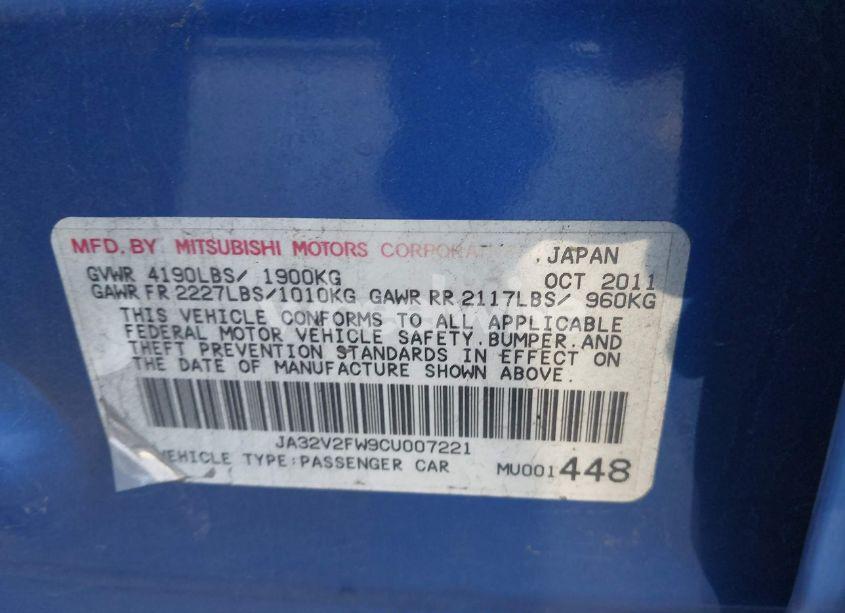 MFD. BY MITSUBISHI MOTORS CORPORATION, JAPAN
GVWR 4190LBS/ 1900KG OCT 2011
GAWR FR 2227LBS/1010KG GAWR RR 2117LBS/ 960KG
THIS VEHICLE CONFORMS TO ALL APPLICABLE
FEDERAL MOTOR VEHICLE SAFETY, BUMPER, AND
THEFT PREVENTION STANDARDS IN EFFECT ON
THE DATE OF MANUFACTURE SHOWN ABOVE.
JA32V2FW9CU007221
VEHICLE TYPE:PASSENGER CAR MU001448